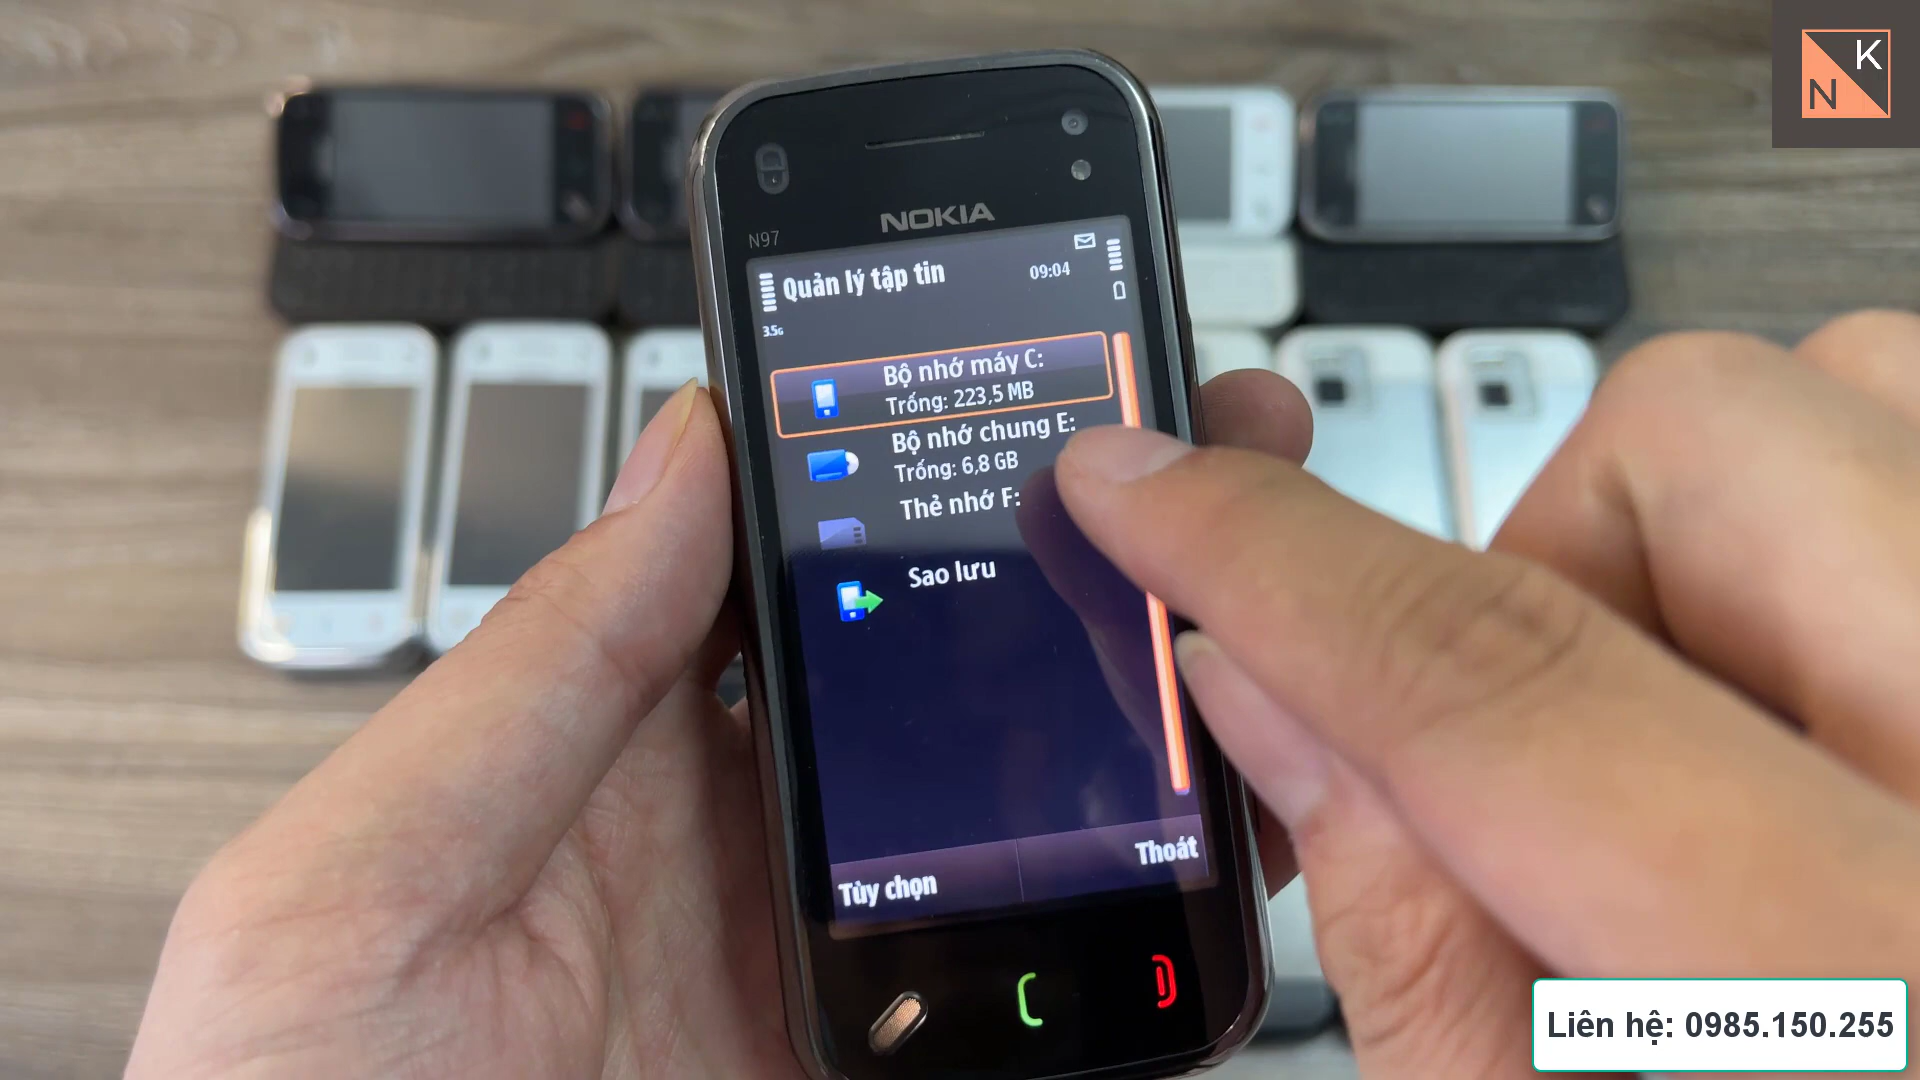 K
N
NOKIA
N97
Quản lý tập tin
09:04
3.5G
Bộ nhớ máy C:
Trống: 223,5 MB
Bộ nhớ chung E:
Trống: 6,8 GB
Thẻ nhớ F:
Sao lưu
Tùy chọn
Thoát
Liên hệ: 0985.150.255